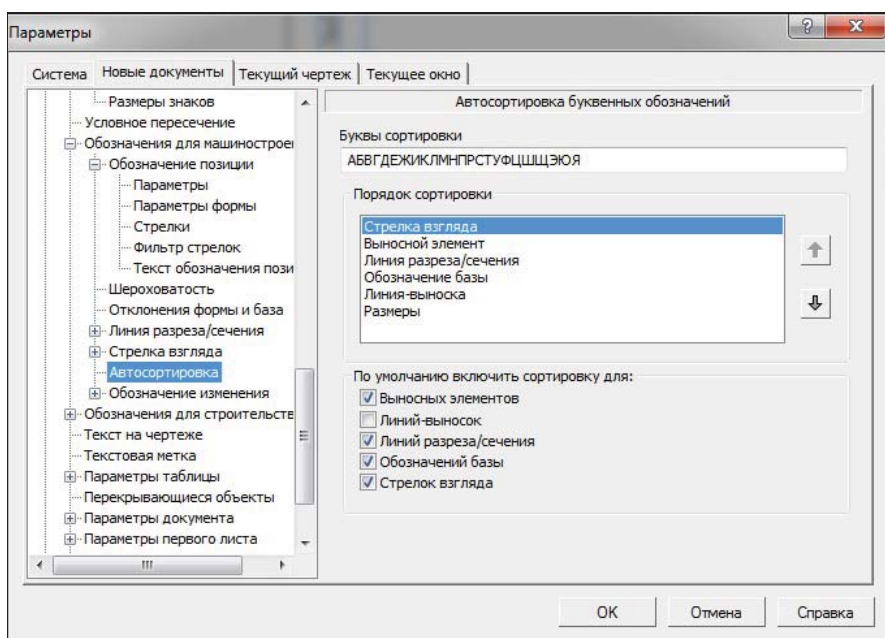 Параметры
Система
Новые документы
Текущий чертеж
Текущее окно
Размеры знаков
Условное пересечение
Обозначения для машинострое
Обозначение позиции
Параметры
Параметры формы
Стрелки
Фильтр стрелок
Текст обозначения пози
Шероховатость
Отклонения формы и база
Линия разреза/сечения
Стрелка взгляда
Автосортировка
Обозначение изменения
Обозначения для строительств
Текст на чертеже
Текстовая метка
Параметры таблицы
Перекрывающиеся объекты
Параметры документа
Параметры первого листа
Автосортировка буквенных обозначений
Буквы сортировки
АБВГДЕЖИКЛМНПРСТУФЦШЩЭЮЯ
Порядок сортировки
Стрелка взгляда
Выносной элемент
Линия разреза/сечения
Обозначение базы
Линия-выноска
Размеры
По умолчанию включить сортировку для:
Выносных элементов
Линий-выносок
Линий разреза/сечения
Обозначений базы
Стрелок взгляда
OK
Отмена
Справка